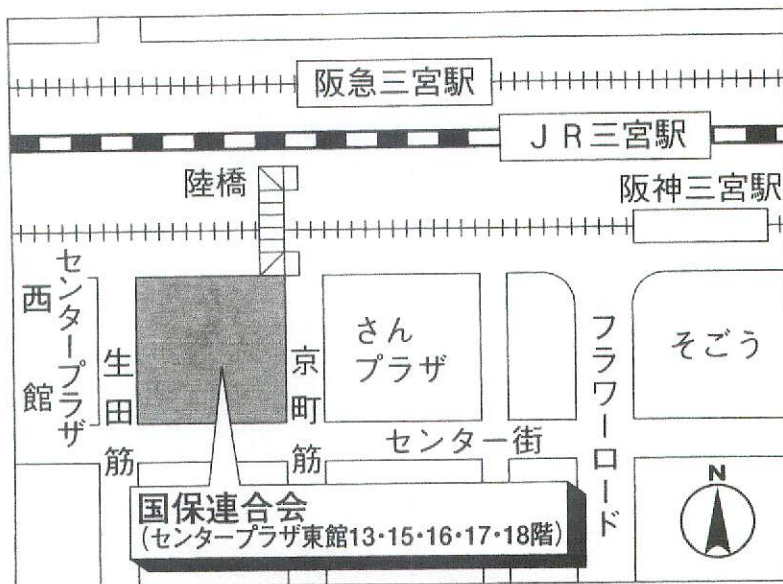 阪急三宮駅
JR三宮駅
陸橋
阪神三宮駅
センタープラザ
西館
生田筋
京町筋
さん
プラザ
フラワーロード
そごう
センター街
N
国保連合会
(センタープラザ東館13・15・16・17・18階)